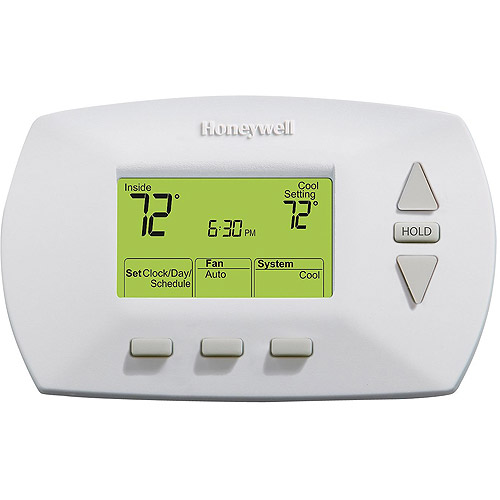 Honeywell
Inside
72°
6:30 PM
Cool
Setting
72°
HOLD
Set Clock/Day/
Schedule
Fan
Auto
System
Cool